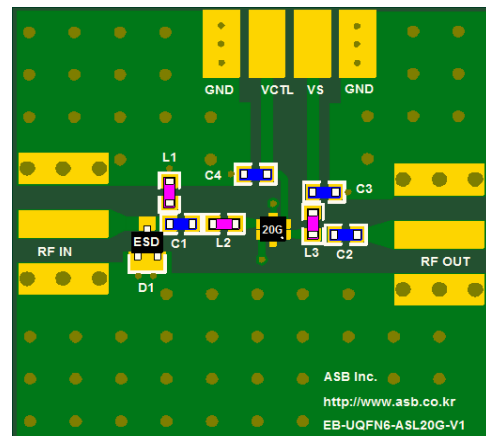 GND VCTL VS GND
L1
C4
C3
ESD
C1
L2
20G
L3
C2
RF IN
RF OUT
D1
ASB Inc.
http://www.asb.co.kr
EB-UQFN6-ASL20G-V1